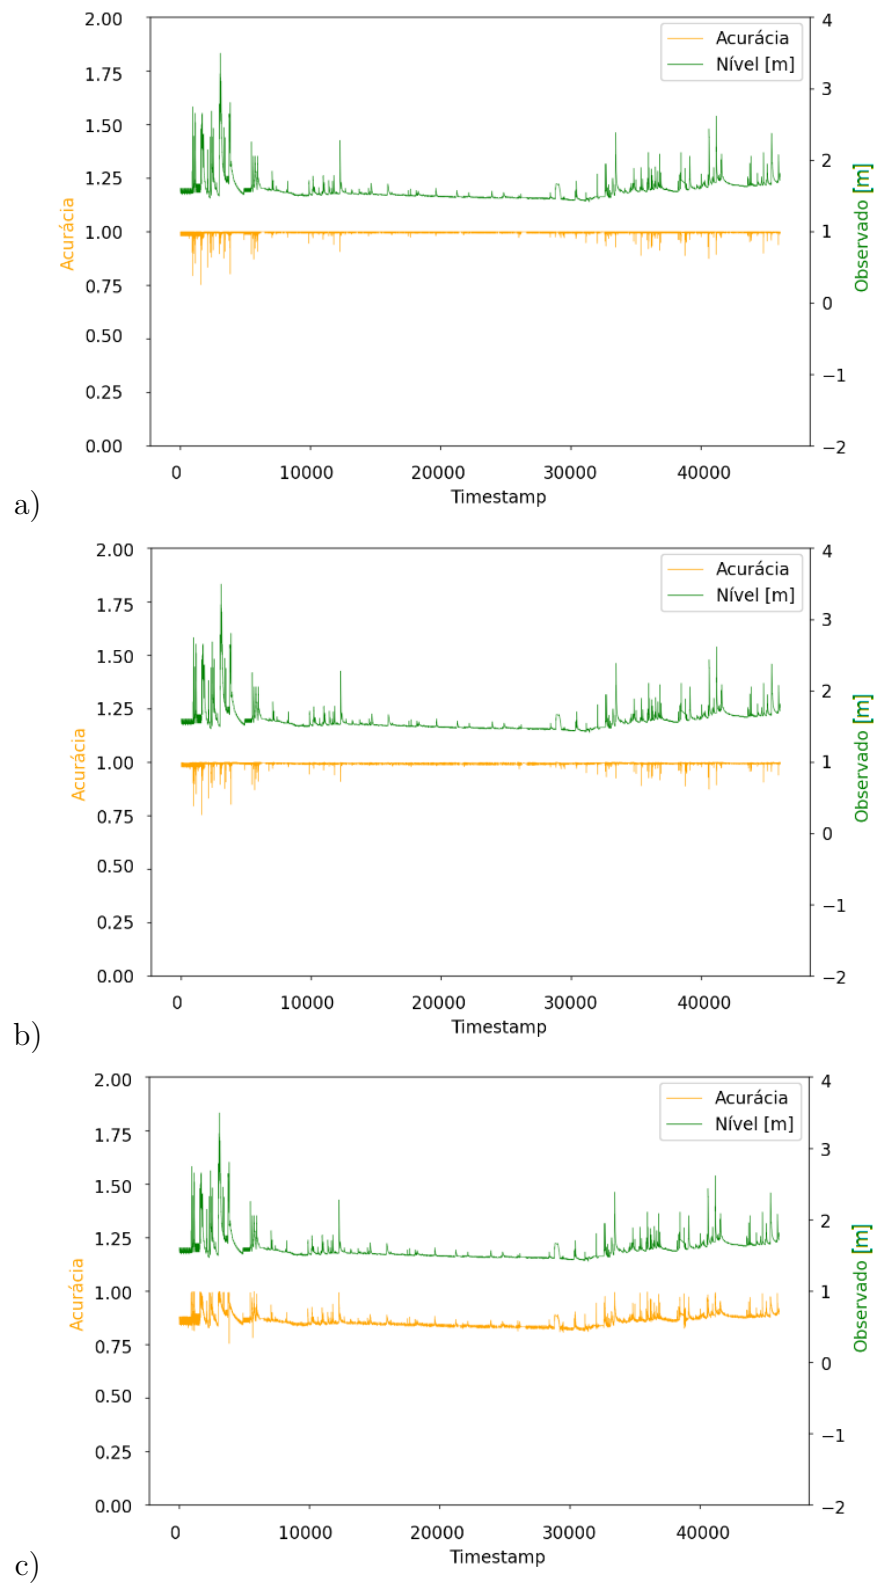 2.00
1.75
1.50
1.25
1.00
0.75
0.50
0.25
0.00
Acurácia
Acurácia
Nível [m]
4
3
2
1
0
−1
−2
Observado [m]
0 10000 20000 30000 40000
Timestamp
a)
2.00
1.75
1.50
1.25
1.00
0.75
0.50
0.25
0.00
Acurácia
Acurácia
Nível [m]
4
3
2
1
0
−1
−2
Observado [m]
0 10000 20000 30000 40000
Timestamp
b)
2.00
1.75
1.50
1.25
1.00
0.75
0.50
0.25
0.00
Acurácia
Acurácia
Nível [m]
4
3
2
1
0
−1
−2
Observado [m]
0 10000 20000 30000 40000
Timestamp
c)